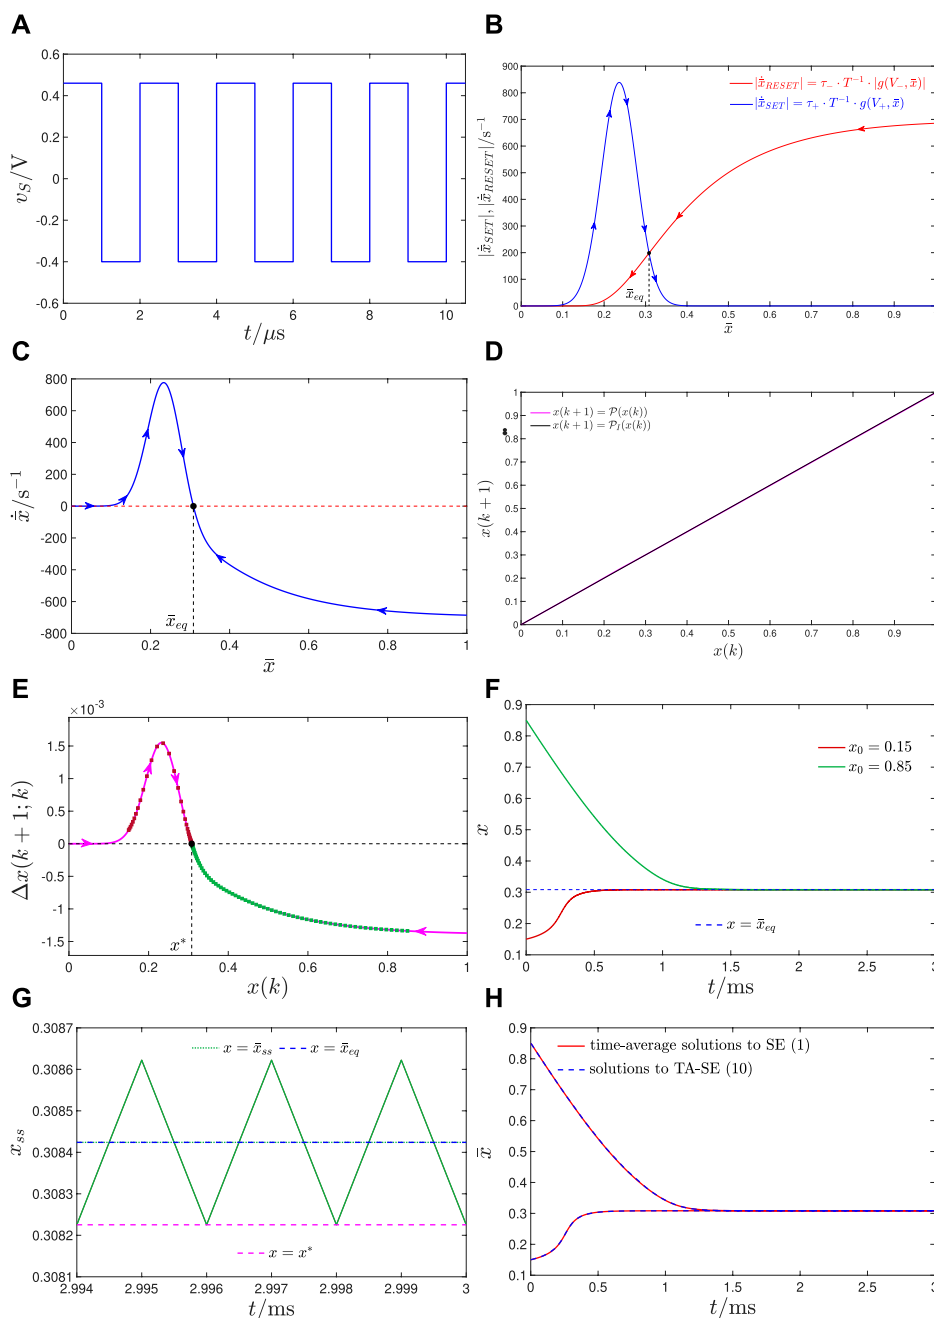 A
0.6
0.4
0.2
0
-0.2
-0.4
-0.6
v_S/V
0 2 4 6 8 10
t/μs
B
900
800
700
600
500
400
300
200
100
0
|ẋ̄_SET|, |ẋ̄_RESET|/s⁻¹
|ẋ̄_RESET| = τ₋ · T⁻¹ · |g(V₋, x̄)|
|ẋ̄_SET| = τ₊ · T⁻¹ · g(V₊, x̄)
x̄_eq
0 0.1 0.2 0.3 0.4 0.5 0.6 0.7 0.8 0.9
x̄
C
800
600
400
200
0
-200
-400
-600
-800
ẋ̄/s⁻¹
x̄_eq
0 0.2 0.4 0.6 0.8 1
x̄
D
1
0.9
0.8
0.7
0.6
0.5
0.4
0.3
0.2
0.1
0
x(k + 1)
x(k + 1) = P(x(k))
x(k + 1) = P_I(x(k))
0 0.1 0.2 0.3 0.4 0.5 0.6 0.7 0.8 0.9
x(k)
E
×10⁻³
1.5
1
0.5
0
-0.5
-1
-1.5
Δx(k + 1; k)
x*
0 0.2 0.4 0.6 0.8 1
x(k)
F
0.9
0.8
0.7
0.6
0.5
0.4
0.3
0.2
0.1
x
x₀ = 0.15
x₀ = 0.85
x = x̄_eq
0 0.5 1 1.5 2 2.5 3
t/ms
G
0.3087
0.3086
0.3085
0.3084
0.3083
0.3082
0.3081
x_ss
x = x̄_ss x = x̄_eq
x = x*
2.994 2.995 2.996 2.997 2.998 2.999 3
t/ms
H
0.9
0.8
0.7
0.6
0.5
0.4
0.3
0.2
0.1
x̄
time-average solutions to SE (1)
solutions to TA-SE (10)
0 0.5 1 1.5 2 2.5 3
t/ms